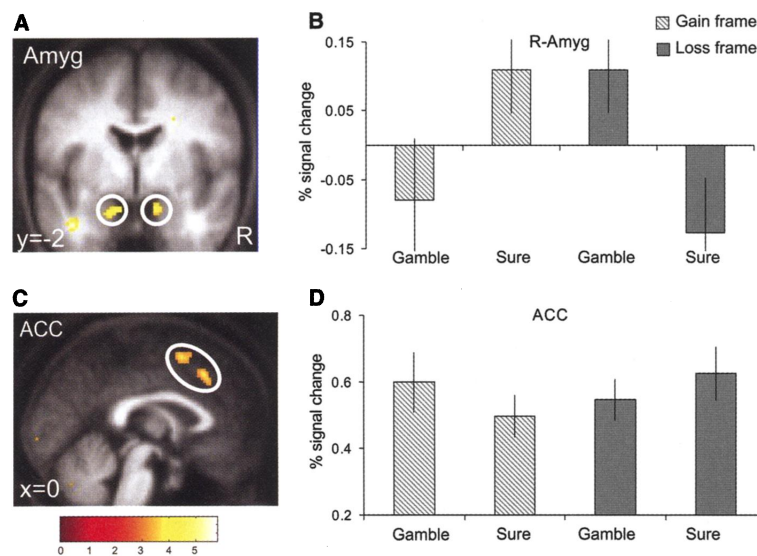 A
Amyg
y=-2
R
B
R-Amyg
Gain frame
Loss frame
% signal change
0.15
0.05
-0.05
-0.15
Gamble
Sure
Gamble
Sure
C
ACC
x=0
0 1 2 3 4 5
D
ACC
% signal change
0.8
0.6
0.4
0.2
Gamble
Sure
Gamble
Sure